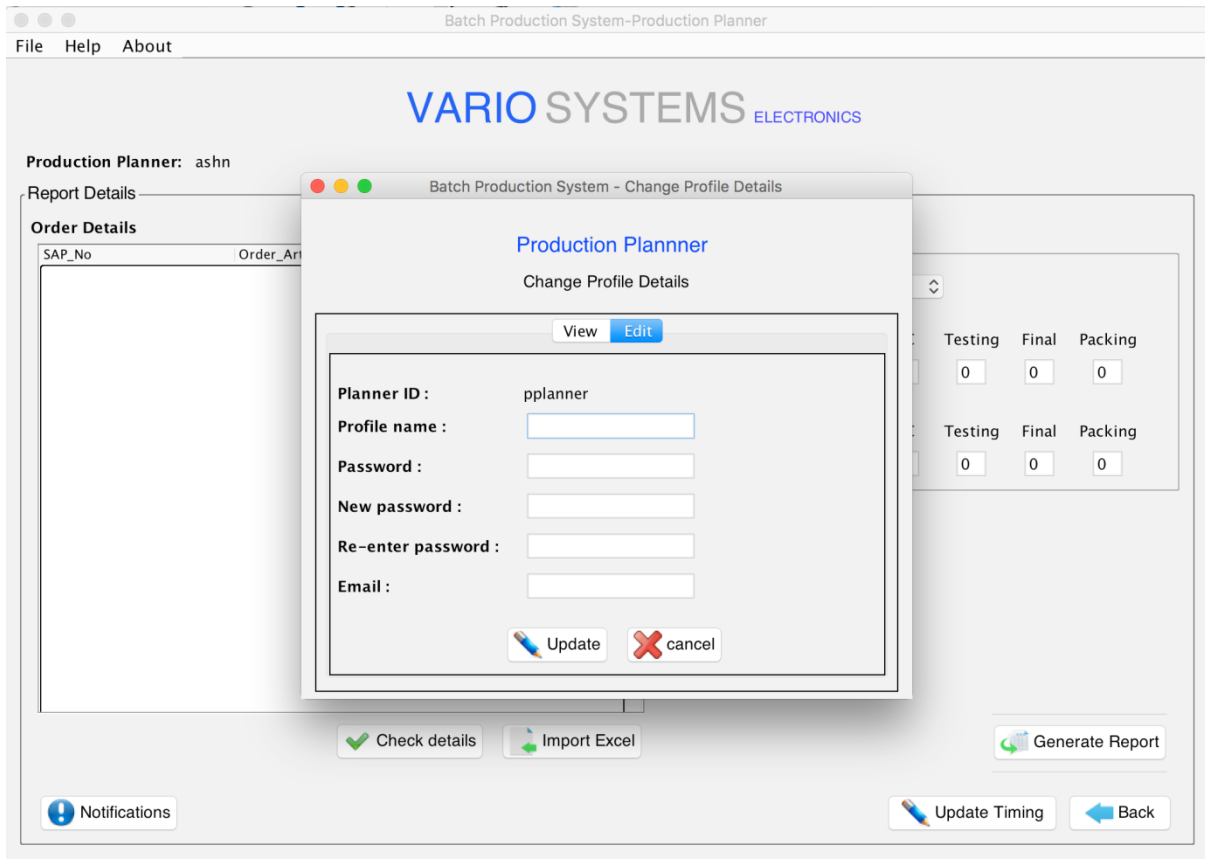 Batch Production System-Production Planner
File Help About
VARIO SYSTEMS ELECTRONICS
Production Planner: ashn
Report Details
Order Details
SAP_No Order_Art
Batch Production System - Change Profile Details
Production Plannner
Change Profile Details
View Edit
Planner ID : pplanner
Profile name :
Password :
New password :
Re-enter password :
Email :
Update cancel
Testing Final Packing
0 0 0
Testing Final Packing
0 0 0
Check details Import Excel Generate Report
Notifications Update Timing Back